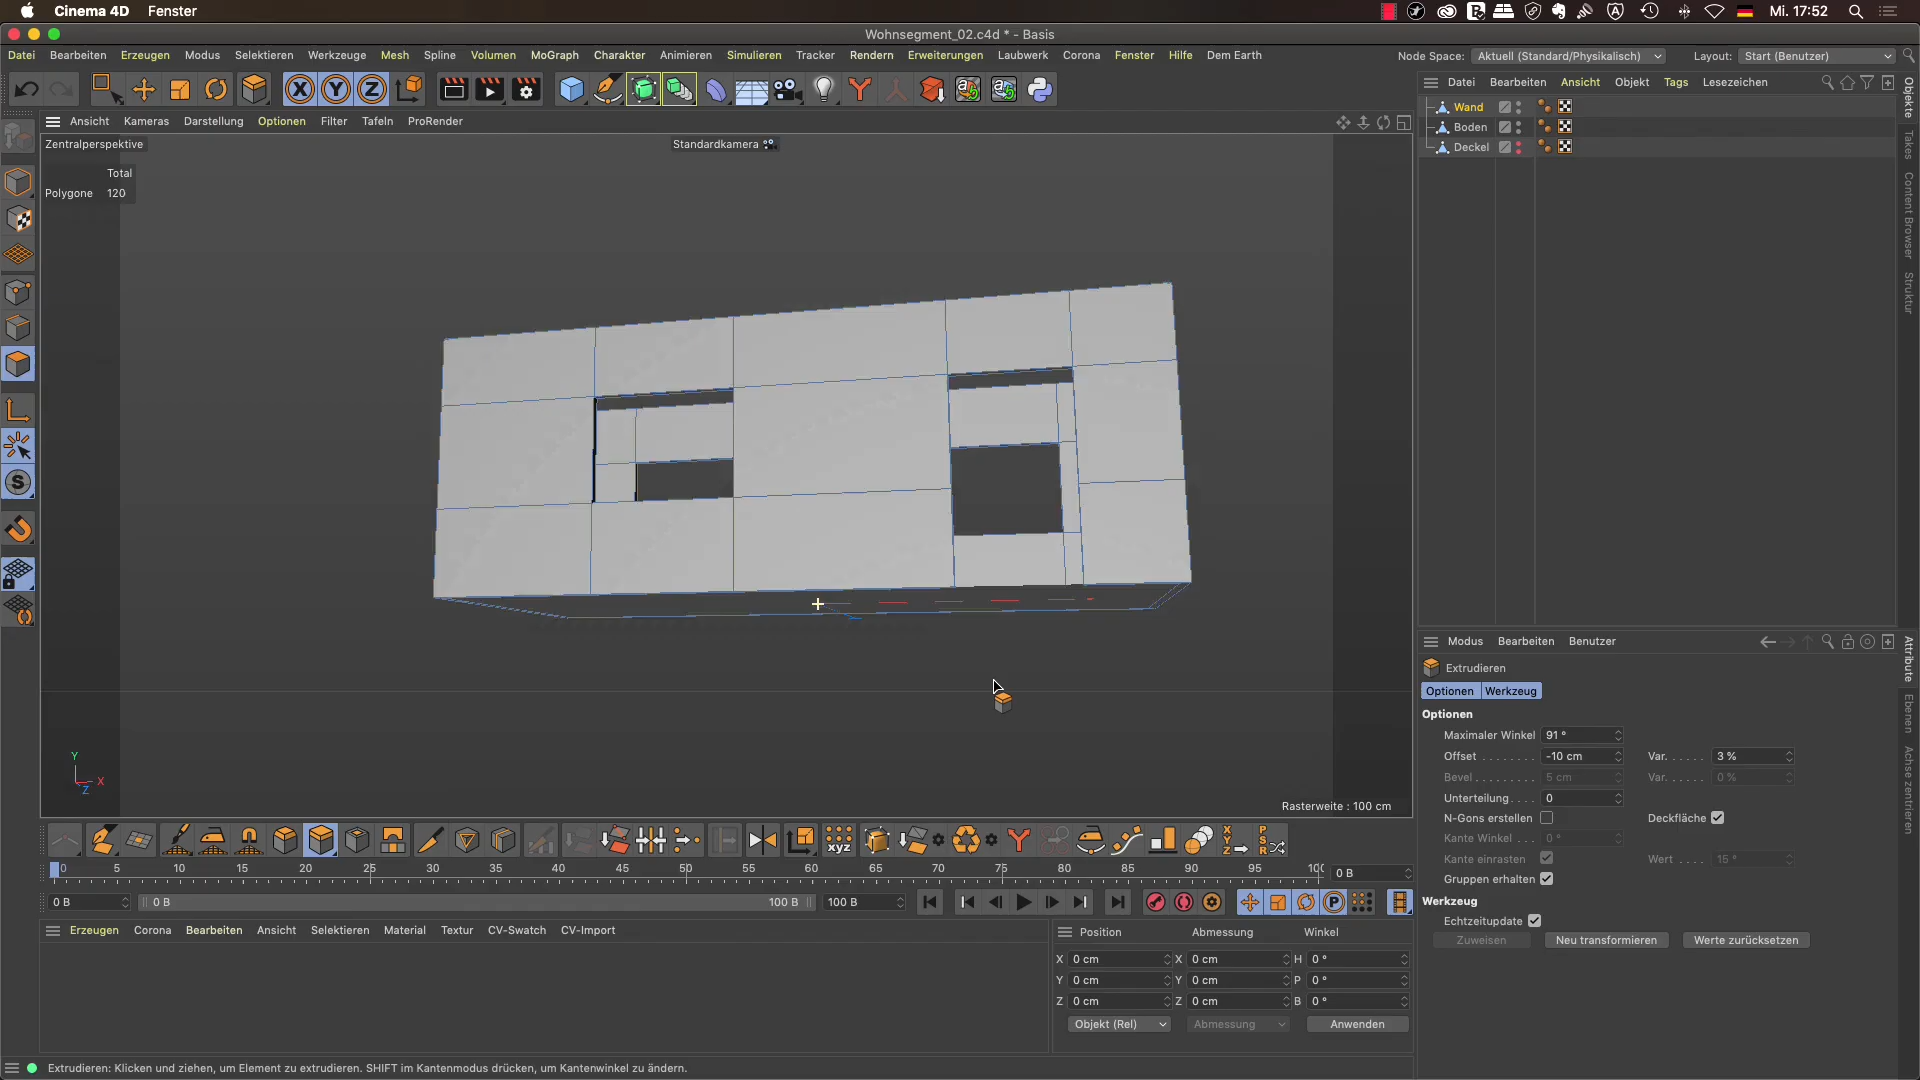 Cinema 4D Fenster Mi. 17:52
Wohnsegment_02.c4d * - Basis
Datei Bearbeiten Erzeugen Modus Selektieren Werkzeuge Mesh Spline Volumen MoGraph Charakter Animieren Simulieren Tracker Rendern Erweiterungen Laubwerk Corona Fenster Hilfe Dem Earth Node Space: Aktuell (Standard/Physikalisch) Layout: Start (Benutzer)
Datei Bearbeiten Ansicht Objekt Tags Lesezeichen
Ansicht Kameras Darstellung Optionen Filter Tafeln ProRender
Zentralperspektive Standardkamera
Total
Polygone 120
Wand
Boden
Deckel
Objekte
Takes
Content Browser
Struktur
Y
X
Z
Rasterweite : 100 cm
Modus Bearbeiten Benutzer
Extrudieren
Optionen Werkzeug
Optionen
Maximaler Winkel 91 °
Offset . . . . . . . . -10 cm Var. . . . . . 3 %
Bevel . . . . . . . . . 5 cm Var. . . . . . 0 %
Unterteilung . . . . 0
N-Gons erstellen Deckfläche
Kante Winkel . . . 0 °
Kante einrasten Wert . . . . 15 °
Gruppen erhalten
Werkzeug
Echtzeitupdate
Zuweisen Neu transformieren Werte zurücksetzen
Attribute
Ebenen
Achse zentrieren
0 5 10 15 20 25 30 35 40 45 50 55 60 65 70 75 80 85 90 95 100 0 B
0 B 0 B 100 B 100 B
Erzeugen Corona Bearbeiten Ansicht Selektieren Material Textur CV-Swatch CV-Import
Position Abmessung Winkel
X 0 cm X 0 cm H 0 °
Y 0 cm Y 0 cm P 0 °
Z 0 cm Z 0 cm B 0 °
Objekt (Rel) Abmessung Anwenden
Extrudieren: Klicken und ziehen, um Element zu extrudieren. SHIFT im Kantenmodus drücken, um Kantenwinkel zu ändern.